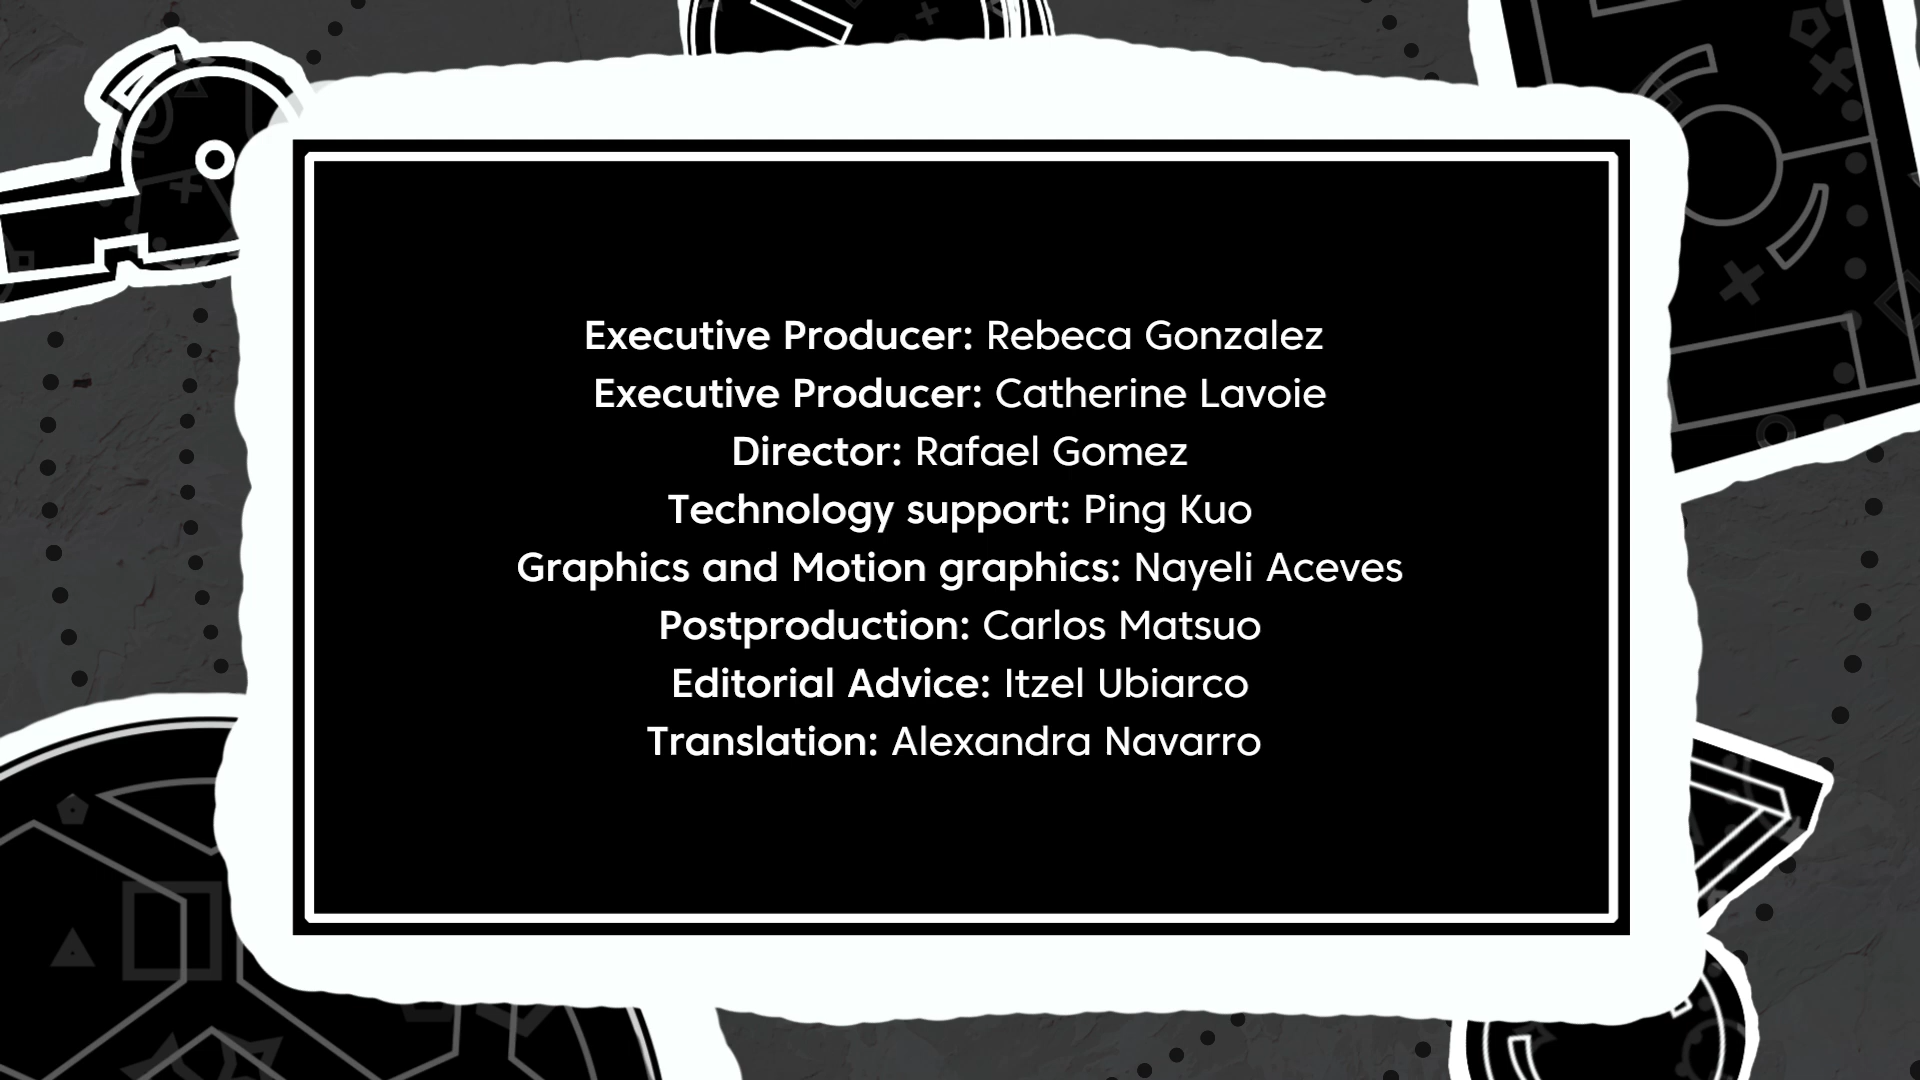 Executive Producer: Rebeca Gonzalez
Executive Producer: Catherine Lavoie
Director: Rafael Gomez
Technology support: Ping Kuo
Graphics and Motion graphics: Nayeli Aceves
Postproduction: Carlos Matsuo
Editorial Advice: Itzel Ubiarco
Translation: Alexandra Navarro